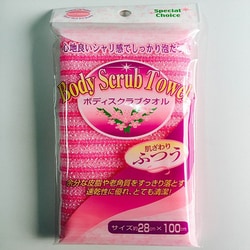 Special
Choice
心地良いシャリ感でしっかり泡だ
Body Scrub Towel
ボディスクラブタオル
肌ざわり
ふつう
余分な皮脂や老角質をすっきり落とす
速乾性に優れ、とても清潔!
サイズ約28cm×100cm